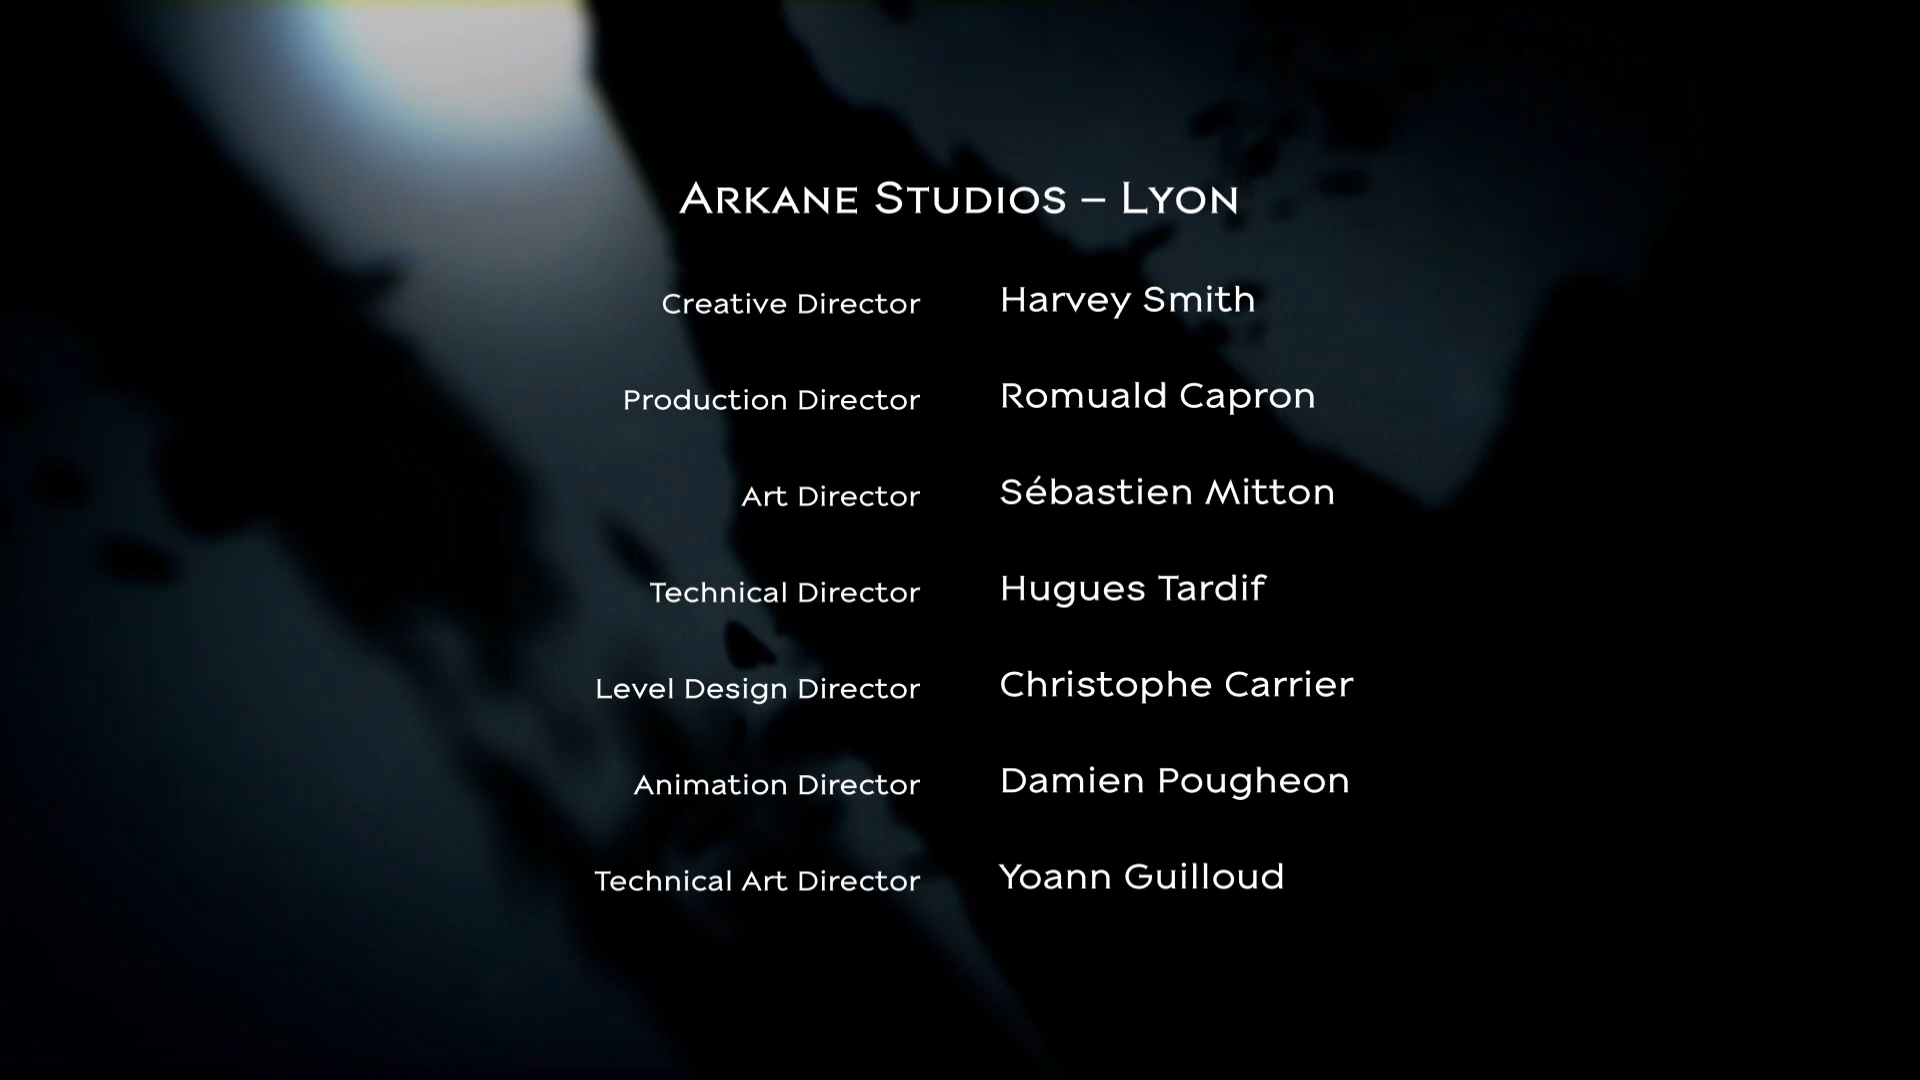 Arkane Studios – Lyon
Creative Director Harvey Smith
Production Director Romuald Capron
Art Director Sébastien Mitton
Technical Director Hugues Tardif
Level Design Director Christophe Carrier
Animation Director Damien Pougheon
Technical Art Director Yoann Guilloud